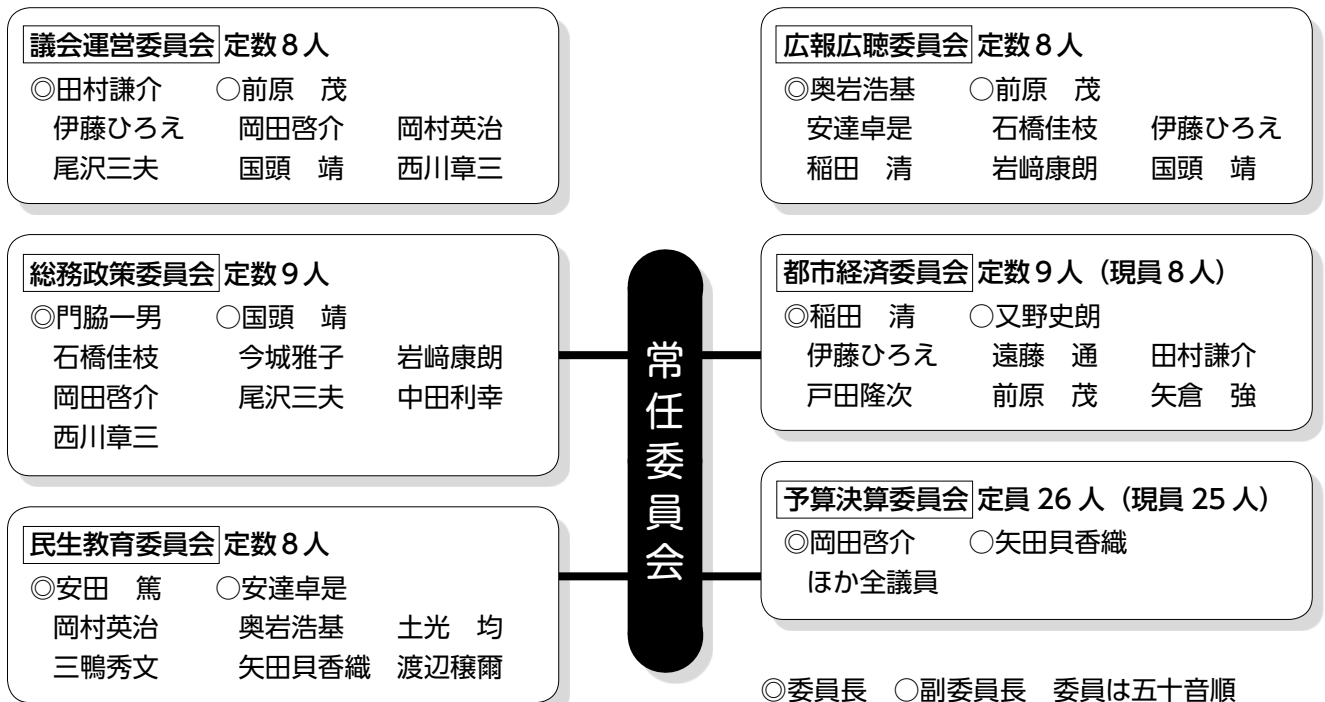 議会運営委員会 定数8人
◎田村謙介 ○前原 茂
伊藤ひろえ 岡田啓介 岡村英治
尾沢三夫 国頭 靖 西川章三
広報広聴委員会 定数8人
◎奥岩浩基 ○前原 茂
安達卓是 石橋佳枝 伊藤ひろえ
稲田 清 岩﨑康朗 国頭 靖
総務政策委員会 定数9人
◎門脇一男 ○国頭 靖
石橋佳枝 今城雅子 岩﨑康朗
岡田啓介 尾沢三夫 中田利幸
西川章三
民生教育委員会 定数8人
◎安田 篤 ○安達卓是
岡村英治 奥岩浩基 土光 均
三鴨秀文 矢田貝香織 渡辺穣爾
常任委員会
都市経済委員会 定数9人（現員8人）
◎稲田 清 ○又野史朗
伊藤ひろえ 遠藤 通 田村謙介
戸田隆次 前原 茂 矢倉 強
予算決算委員会 定員26人（現員25人）
◎岡田啓介 ○矢田貝香織
ほか全議員
◎委員長 ○副委員長 委員は五十音順